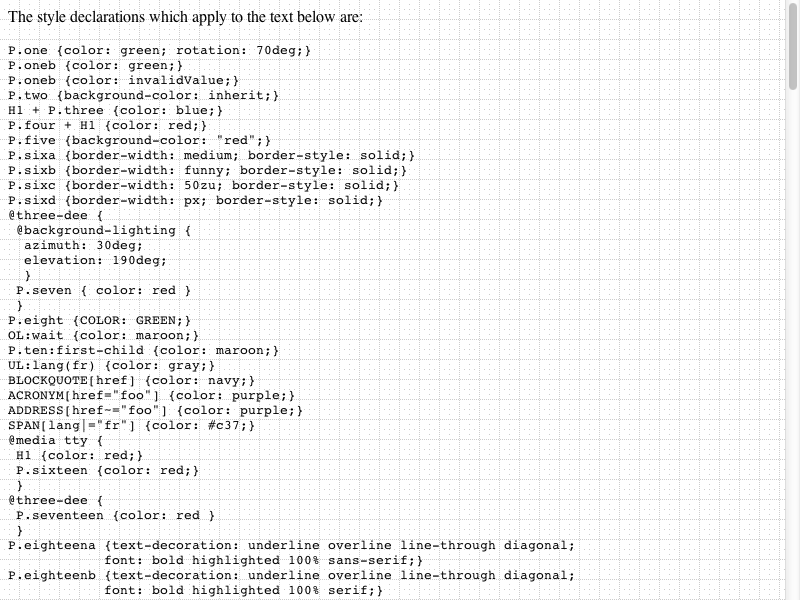 The style declarations which apply to the text below are:
P.one {color: green; rotation: 70deg;}
P.oneb {color: green;}
P.oneb {color: invalidValue;}
P.two {background-color: inherit;}
H1 + P.three {color: blue;}
P.four + H1 {color: red;}
P.five {background-color: "red";}
P.sixa {border-width: medium; border-style: solid;}
P.sixb {border-width: funny; border-style: solid;}
P.sixc {border-width: 50zu; border-style: solid;}
P.sixd {border-width: px; border-style: solid;}
@three-dee {
 @background-lighting {
  azimuth: 30deg;
  elevation: 190deg;
  }
 P.seven { color: red }
 }
P.eight {COLOR: GREEN;}
OL:wait {color: maroon;}
P.ten:first-child {color: maroon;}
UL:lang(fr) {color: gray;}
BLOCKQUOTE[href] {color: navy;}
ACRONYM[href="foo"] {color: purple;}
ADDRESS[href~="foo"] {color: purple;}
SPAN[lang|="fr"] {color: #c37;}
@media tty {
 H1 {color: red;}
 P.sixteen {color: red;}
 }
@three-dee {
 P.seventeen {color: red }
 }
P.eighteena {text-decoration: underline overline line-through diagonal;
            font: bold highlighted 100% sans-serif;}
P.eighteenb {text-decoration: underline overline line-through diagonal;
            font: bold highlighted 100% serif;}